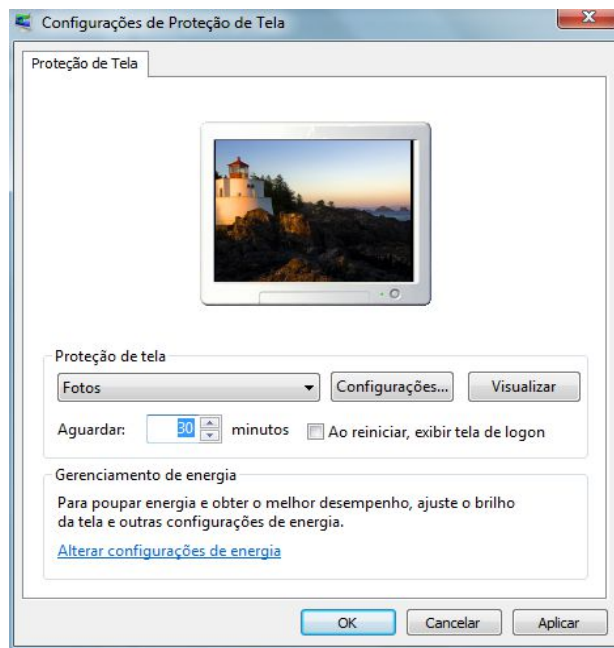 Configurações de Proteção de Tela
Proteção de Tela
Proteção de tela
Fotos
Configurações...
Visualizar
Aguardar: 30 minutos
Ao reiniciar, exibir tela de logon
Gerenciamento de energia
Para poupar energia e obter o melhor desempenho, ajuste o brilho
da tela e outras configurações de energia.
Alterar configurações de energia
OK
Cancelar
Aplicar